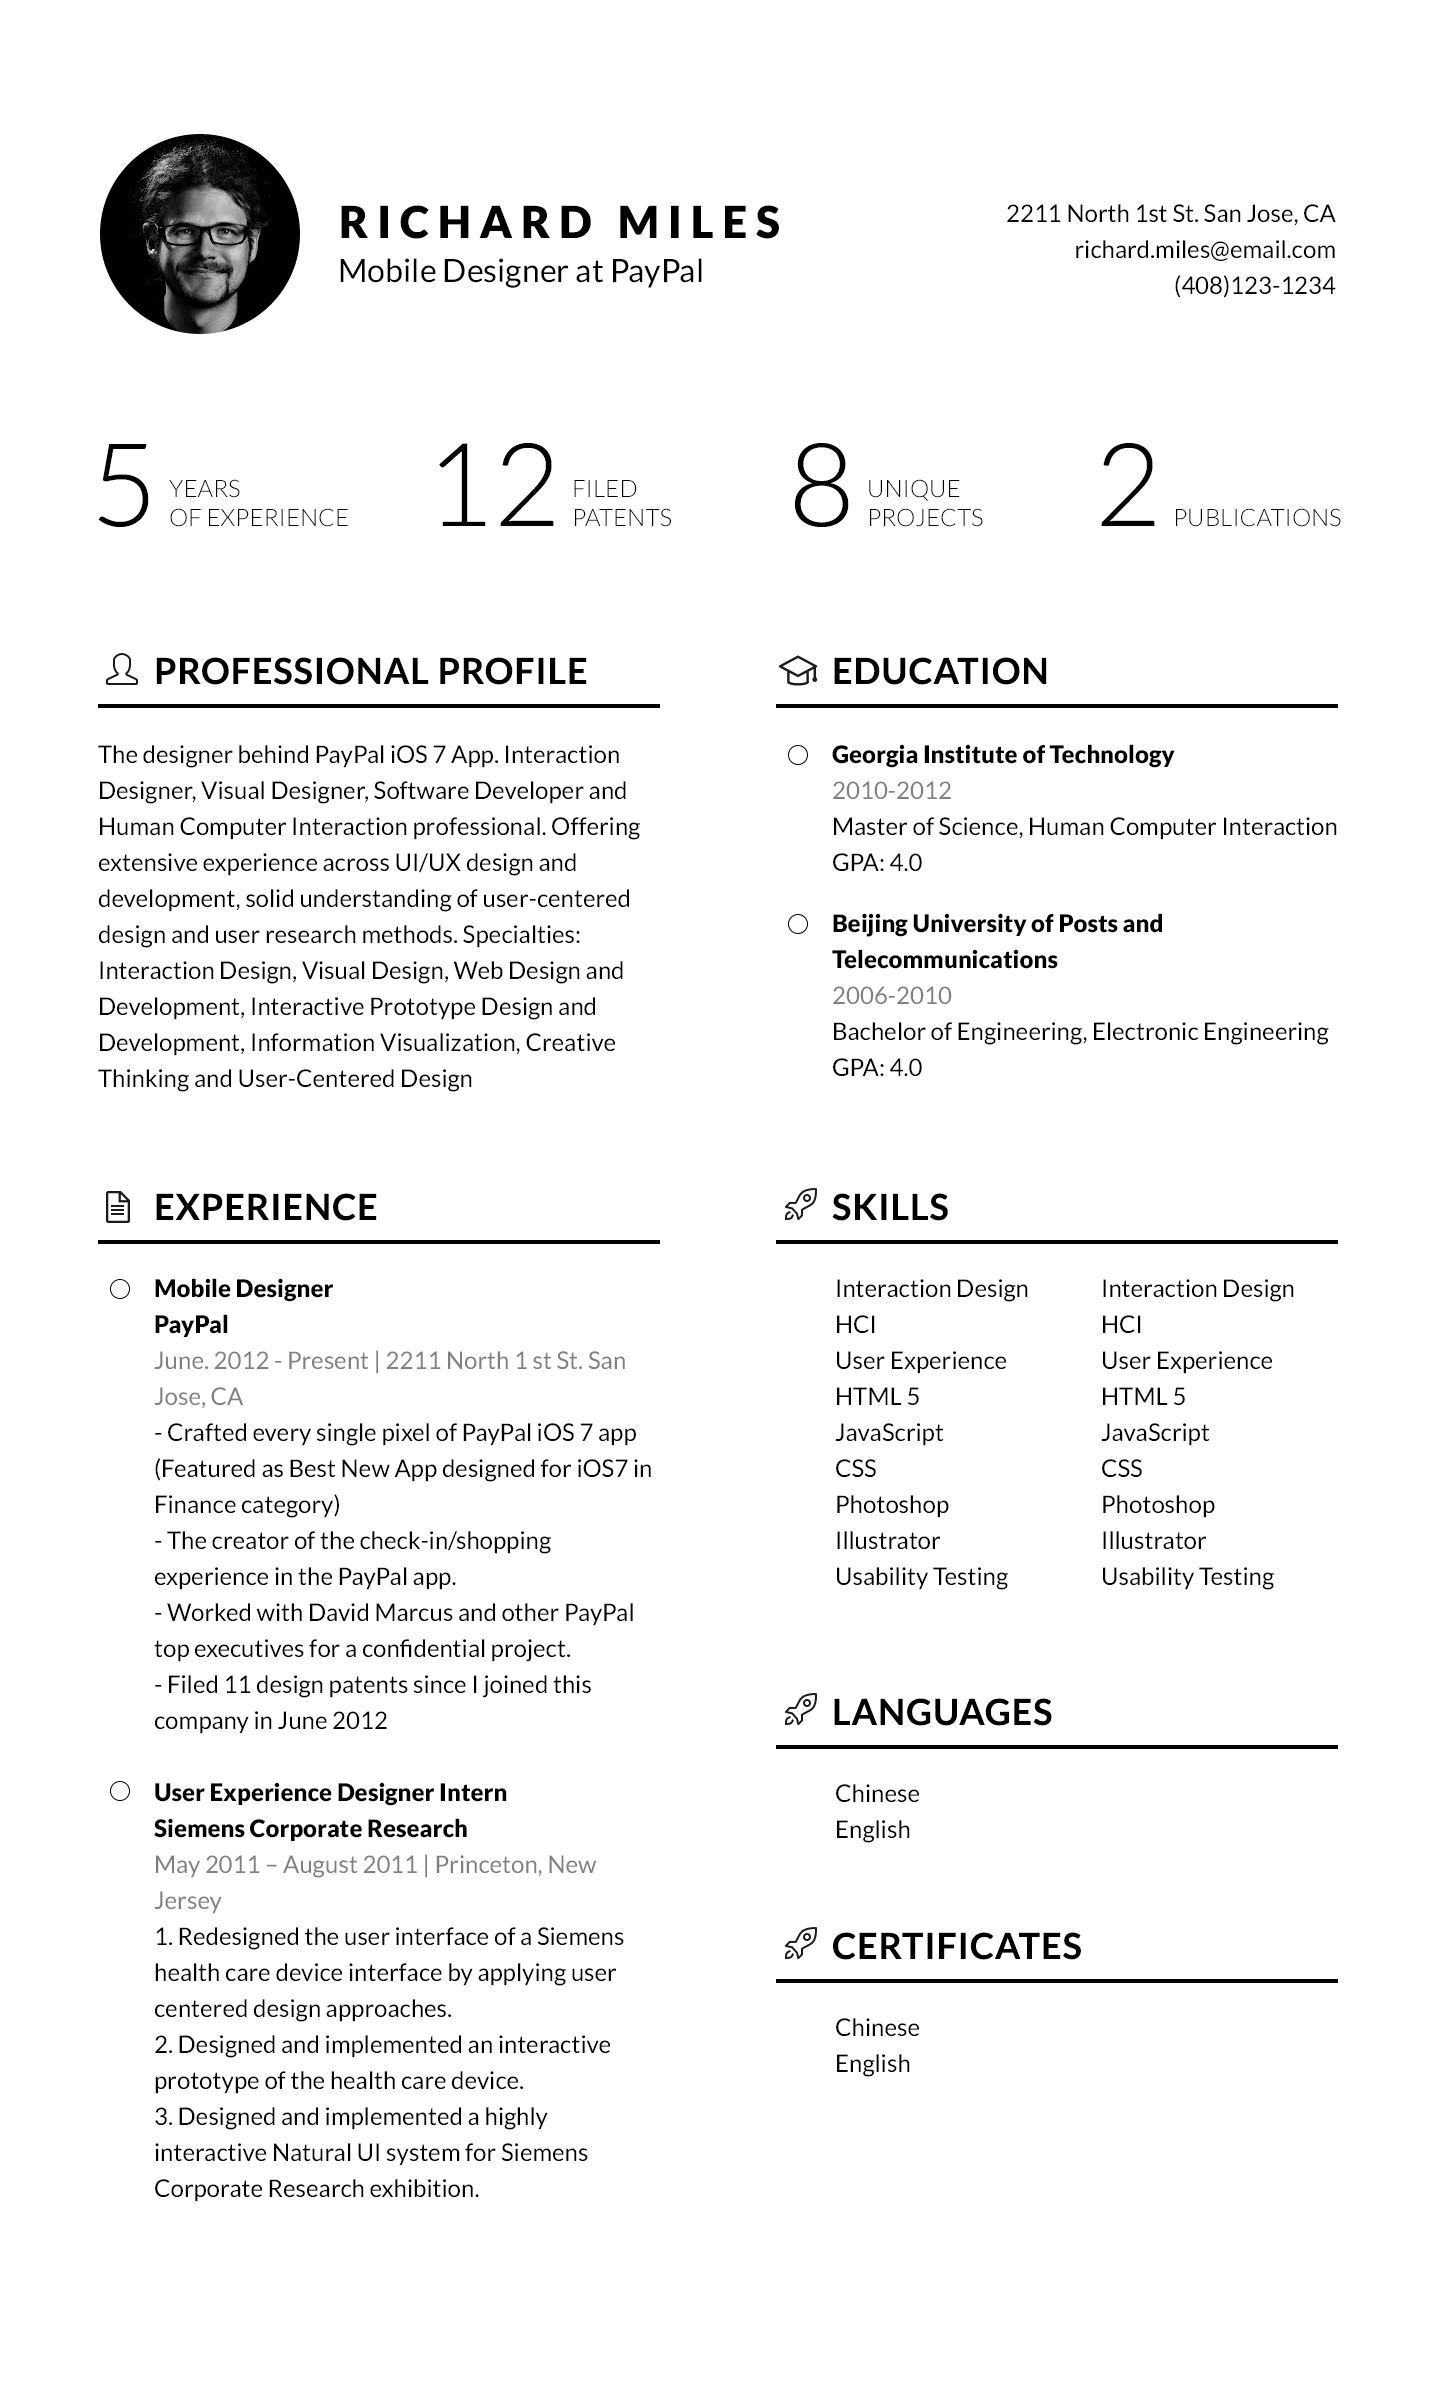 RICHARD MILES
Mobile Designer at PayPal
2211 North 1st St. San Jose, CA
richard.miles@email.com
(408)123-1234
5 YEARS
OF EXPERIENCE
12 FILED
PATENTS
8 UNIQUE
PROJECTS
2 PUBLICATIONS
PROFESSIONAL PROFILE
The designer behind PayPal iOS 7 App. Interaction
Designer, Visual Designer, Software Developer and
Human Computer Interaction professional. Offering
extensive experience across UI/UX design and
development, solid understanding of user-centered
design and user research methods. Specialties:
Interaction Design, Visual Design, Web Design and
Development, Interactive Prototype Design and
Development, Information Visualization, Creative
Thinking and User-Centered Design
EXPERIENCE
Mobile Designer
PayPal
June. 2012 - Present | 2211 North 1 st St. San
Jose, CA
- Crafted every single pixel of PayPal iOS 7 app
(Featured as Best New App designed for iOS7 in
Finance category)
- The creator of the check-in/shopping
experience in the PayPal app.
- Worked with David Marcus and other PayPal
top executives for a confidential project.
- Filed 11 design patents since I joined this
company in June 2012
User Experience Designer Intern
Siemens Corporate Research
May 2011 – August 2011 | Princeton, New
Jersey
1. Redesigned the user interface of a Siemens
health care device interface by applying user
centered design approaches.
2. Designed and implemented an interactive
prototype of the health care device.
3. Designed and implemented a highly
interactive Natural UI system for Siemens
Corporate Research exhibition.
EDUCATION
Georgia Institute of Technology
2010-2012
Master of Science, Human Computer Interaction
GPA: 4.0
Beijing University of Posts and
Telecommunications
2006-2010
Bachelor of Engineering, Electronic Engineering
GPA: 4.0
SKILLS
Interaction Design
HCI
User Experience
HTML 5
JavaScript
CSS
Photoshop
Illustrator
Usability Testing
Interaction Design
HCI
User Experience
HTML 5
JavaScript
CSS
Photoshop
Illustrator
Usability Testing
LANGUAGES
Chinese
English
CERTIFICATES
Chinese
English